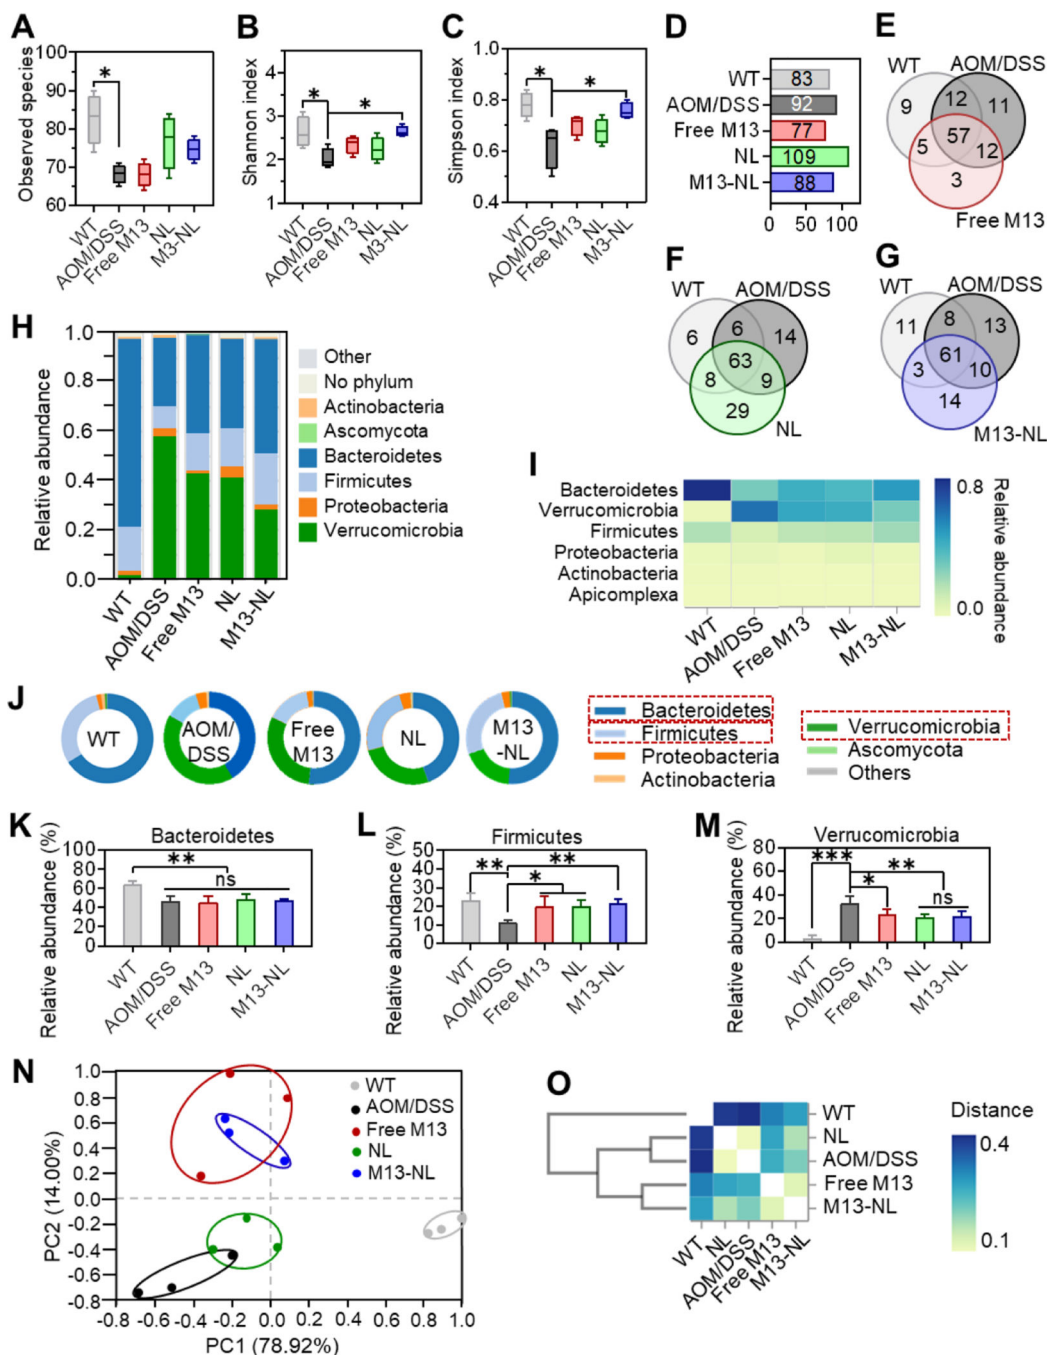 A
Observed species
100
90
80
70
60
*
WT
AOM/DSS
Free M13
NL
M3-NL
B
Shannon index
4
3
2
1
*
*
WT
AOM/DSS
Free M13
NL
M3-NL
C
Simpson index
1.0
0.8
0.6
0.4
*
*
WT
AOM/DSS
Free M13
NL
M3-NL
D
WT 83
AOM/DSS 92
Free M13 77
NL 109
M13-NL 88
0 50 100
E
WT
AOM/DSS
9 12 11
57
5 12
3
Free M13
F
WT
AOM/DSS
6 6 14
63
8 9
29
NL
G
WT
AOM/DSS
11 8 13
61
3 10
14
M13-NL
H
Relative abundance
1.0
0.8
0.6
0.4
0.2
0.0
WT
AOM/DSS
Free M13
NL
M13-NL
Other
No phylum
Actinobacteria
Ascomycota
Bacteroidetes
Firmicutes
Proteobacteria
Verrucomicrobia
I
Bacteroidetes
Verrucomicrobia
Firmicutes
Proteobacteria
Actinobacteria
Apicomplexa
WT
AOM/DSS
Free M13
NL
M13-NL
0.8
0.0
Relative abundance
J
WT
AOM/
DSS
Free
M13
NL
M13
-NL
Bacteroidetes
Firmicutes
Proteobacteria
Actinobacteria
Verrucomicrobia
Ascomycota
Others
K
Bacteroidetes
Relative abundance (%)
100
80
60
40
20
0
**
ns
WT
AOM/DSS
Free M13
NL
M13-NL
L
Firmicutes
Relative abundance (%)
50
40
30
20
10
0
**
**
*
WT
AOM/DSS
Free M13
NL
M13-NL
M
Verrucomicrobia
Relative abundance (%)
80
60
40
20
0
***
**
*
ns
WT
AOM/DSS
Free M13
NL
M13-NL
N
PC2 (14.00%)
1.0
0.8
0.6
0.4
0.2
0.0
-0.2
-0.4
-0.6
-0.8
-0.8 -0.6 -0.4 -0.2 0.0 0.2 0.4 0.6 0.8 1.0
PC1 (78.92%)
WT
AOM/DSS
Free M13
NL
M13-NL
O
WT
NL
AOM/DSS
Free M13
M13-NL
WT
NL
AOM/DSS
Free M13
M13-NL
Distance
0.4
0.1